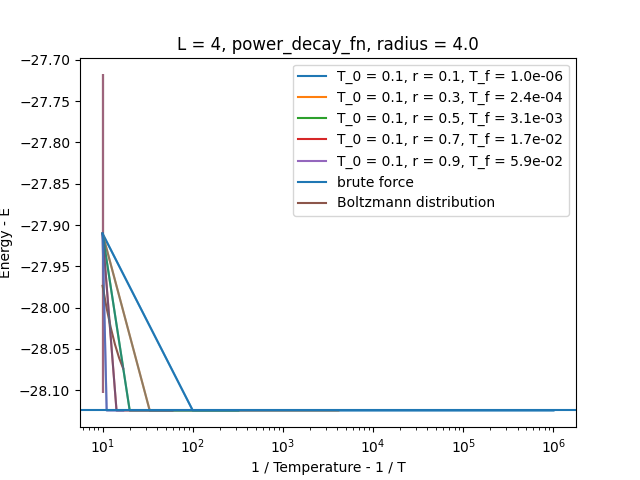 L = 4, power_decay_fn, radius = 4.0
−27.70
−27.75
−27.80
−27.85
−27.90
−27.95
−28.00
−28.05
−28.10
Energy - E
T_0 = 0.1, r = 0.1, T_f = 1.0e-06
T_0 = 0.1, r = 0.3, T_f = 2.4e-04
T_0 = 0.1, r = 0.5, T_f = 3.1e-03
T_0 = 0.1, r = 0.7, T_f = 1.7e-02
T_0 = 0.1, r = 0.9, T_f = 5.9e-02
brute force
Boltzmann distribution
10¹ 10² 10³ 10⁴ 10⁵ 10⁶
1 / Temperature - 1 / T